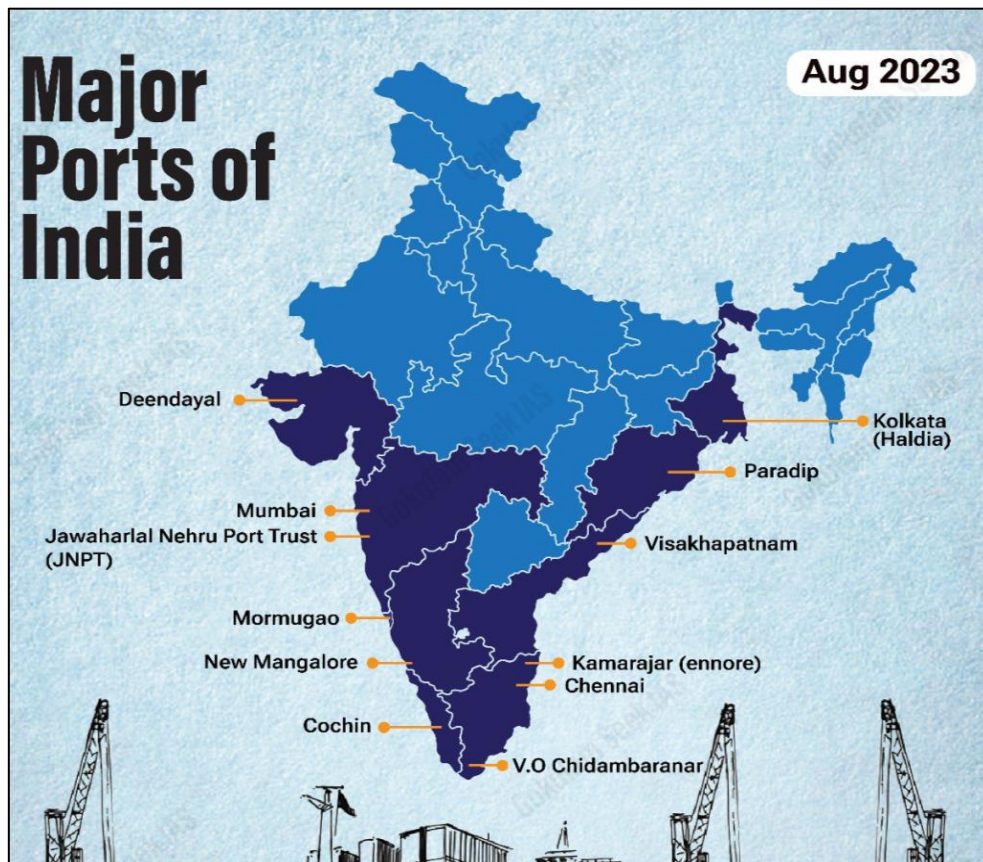 Major
Ports of
India
Aug 2023
Deendayal
Kolkata
(Haldia)
Paradip
Mumbai
Jawaharlal Nehru Port Trust
(JNPT)
Visakhapatnam
Mormugao
New Mangalore
Kamarajar (ennore)
Chennai
Cochin
V.O Chidambaranar